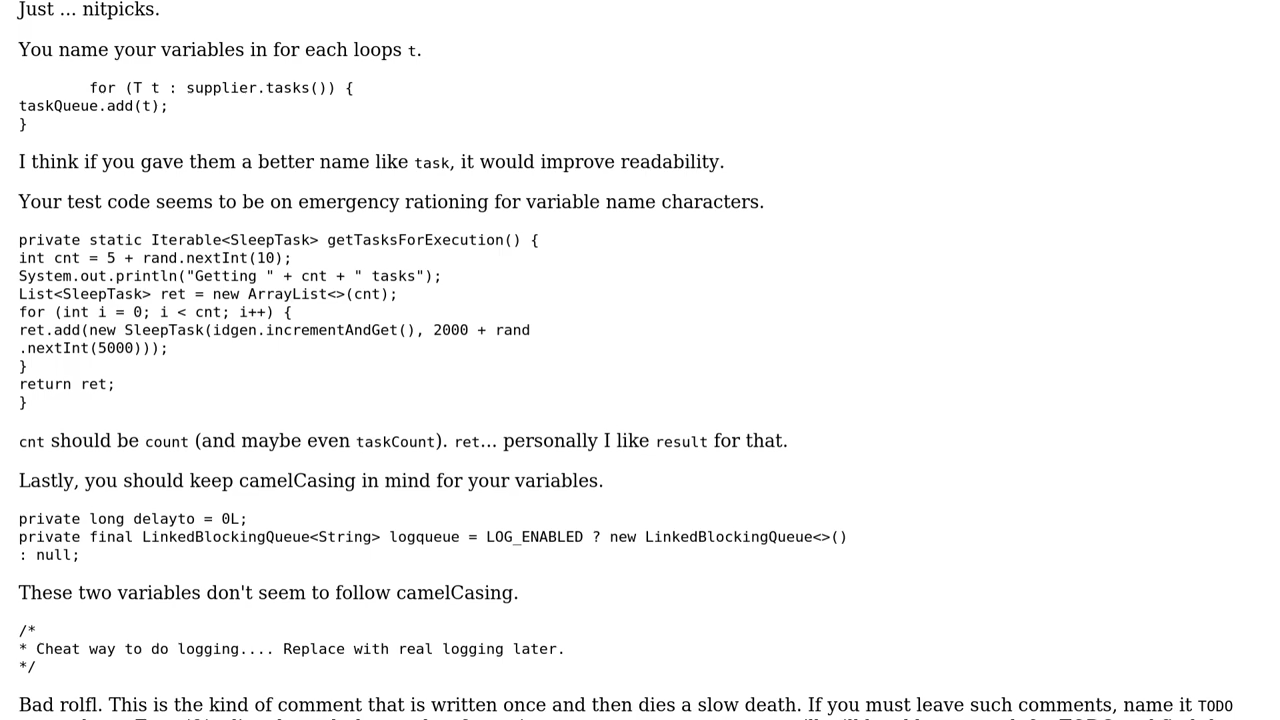 Just ... nitpicks.
You name your variables in for each loops t.
for (T t : supplier.tasks()) {
taskQueue.add(t);
}
I think if you gave them a better name like task, it would improve readability.
Your test code seems to be on emergency rationing for variable name characters.
private static Iterable<SleepTask> getTasksForExecution() {
int cnt = 5 + rand.nextInt(10);
System.out.println("Getting " + cnt + " tasks");
List<SleepTask> ret = new ArrayList<>(cnt);
for (int i = 0; i < cnt; i++) {
ret.add(new SleepTask(idgen.incrementAndGet(), 2000 + rand
.nextInt(5000)));
}
return ret;
}
cnt should be count (and maybe even taskCount). ret... personally I like result for that.
Lastly, you should keep camelCasing in mind for your variables.
private long delayto = 0L;
private final LinkedBlockingQueue<String> logqueue = LOG_ENABLED ? new LinkedBlockingQueue<>()
: null;
These two variables don't seem to follow camelCasing.
/*
* Cheat way to do logging.... Replace with real logging later.
*/
Bad rolfl. This is the kind of comment that is written once and then dies a slow death. If you must leave such comments, name it TODO